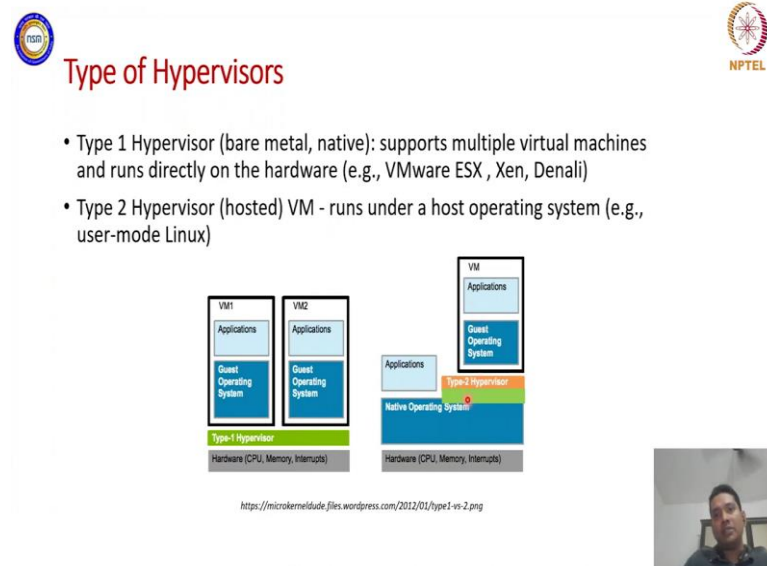 nsm
NPTEL
Type of Hypervisors
• Type 1 Hypervisor (bare metal, native): supports multiple virtual machines
and runs directly on the hardware (e.g., VMware ESX , Xen, Denali)
• Type 2 Hypervisor (hosted) VM - runs under a host operating system (e.g.,
user-mode Linux)
VM1
Applications
Guest
Operating
System
VM2
Applications
Guest
Operating
System
Type-1 Hypervisor
Hardware (CPU, Memory, Interrupts)
VM
Applications
Guest
Operating
System
Applications
Type-2 Hypervisor
Native Operating System
Hardware (CPU, Memory, Interrupts)
https://microkerneldude.files.wordpress.com/2012/01/type1-vs-2.png